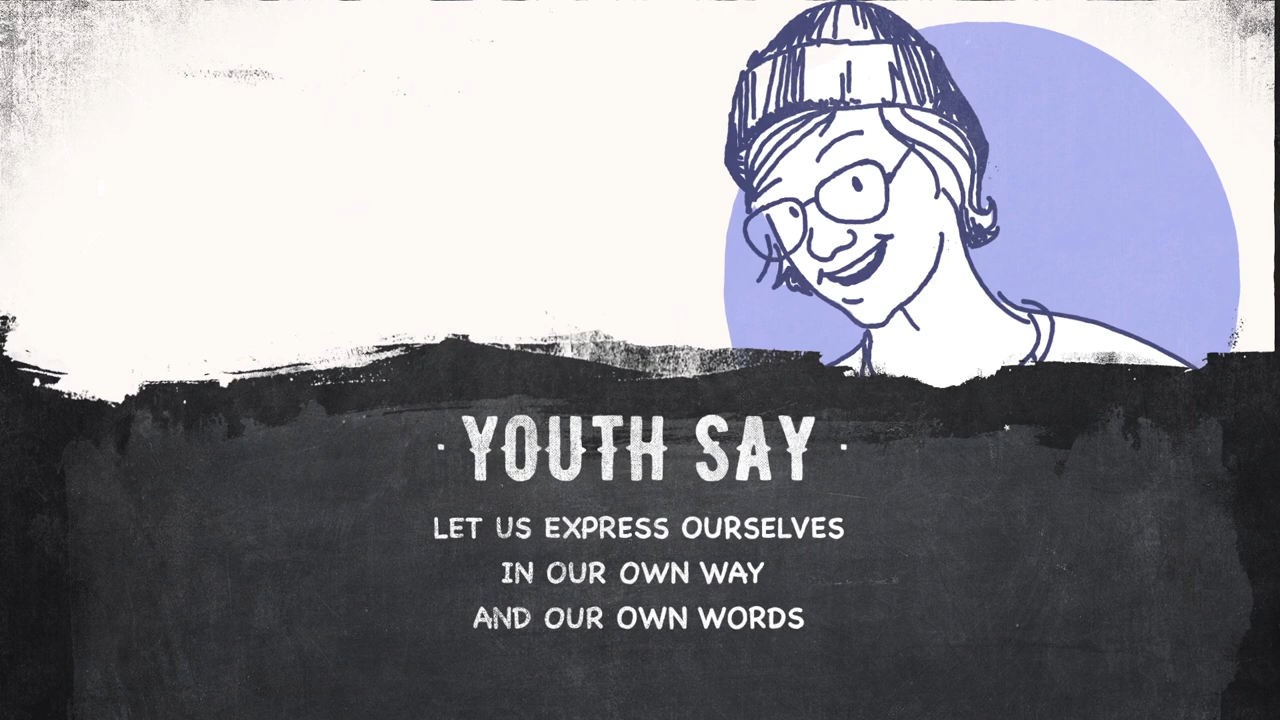 · YOUTH SAY ·
LET US EXPRESS OURSELVES
IN OUR OWN WAY
AND OUR OWN WORDS